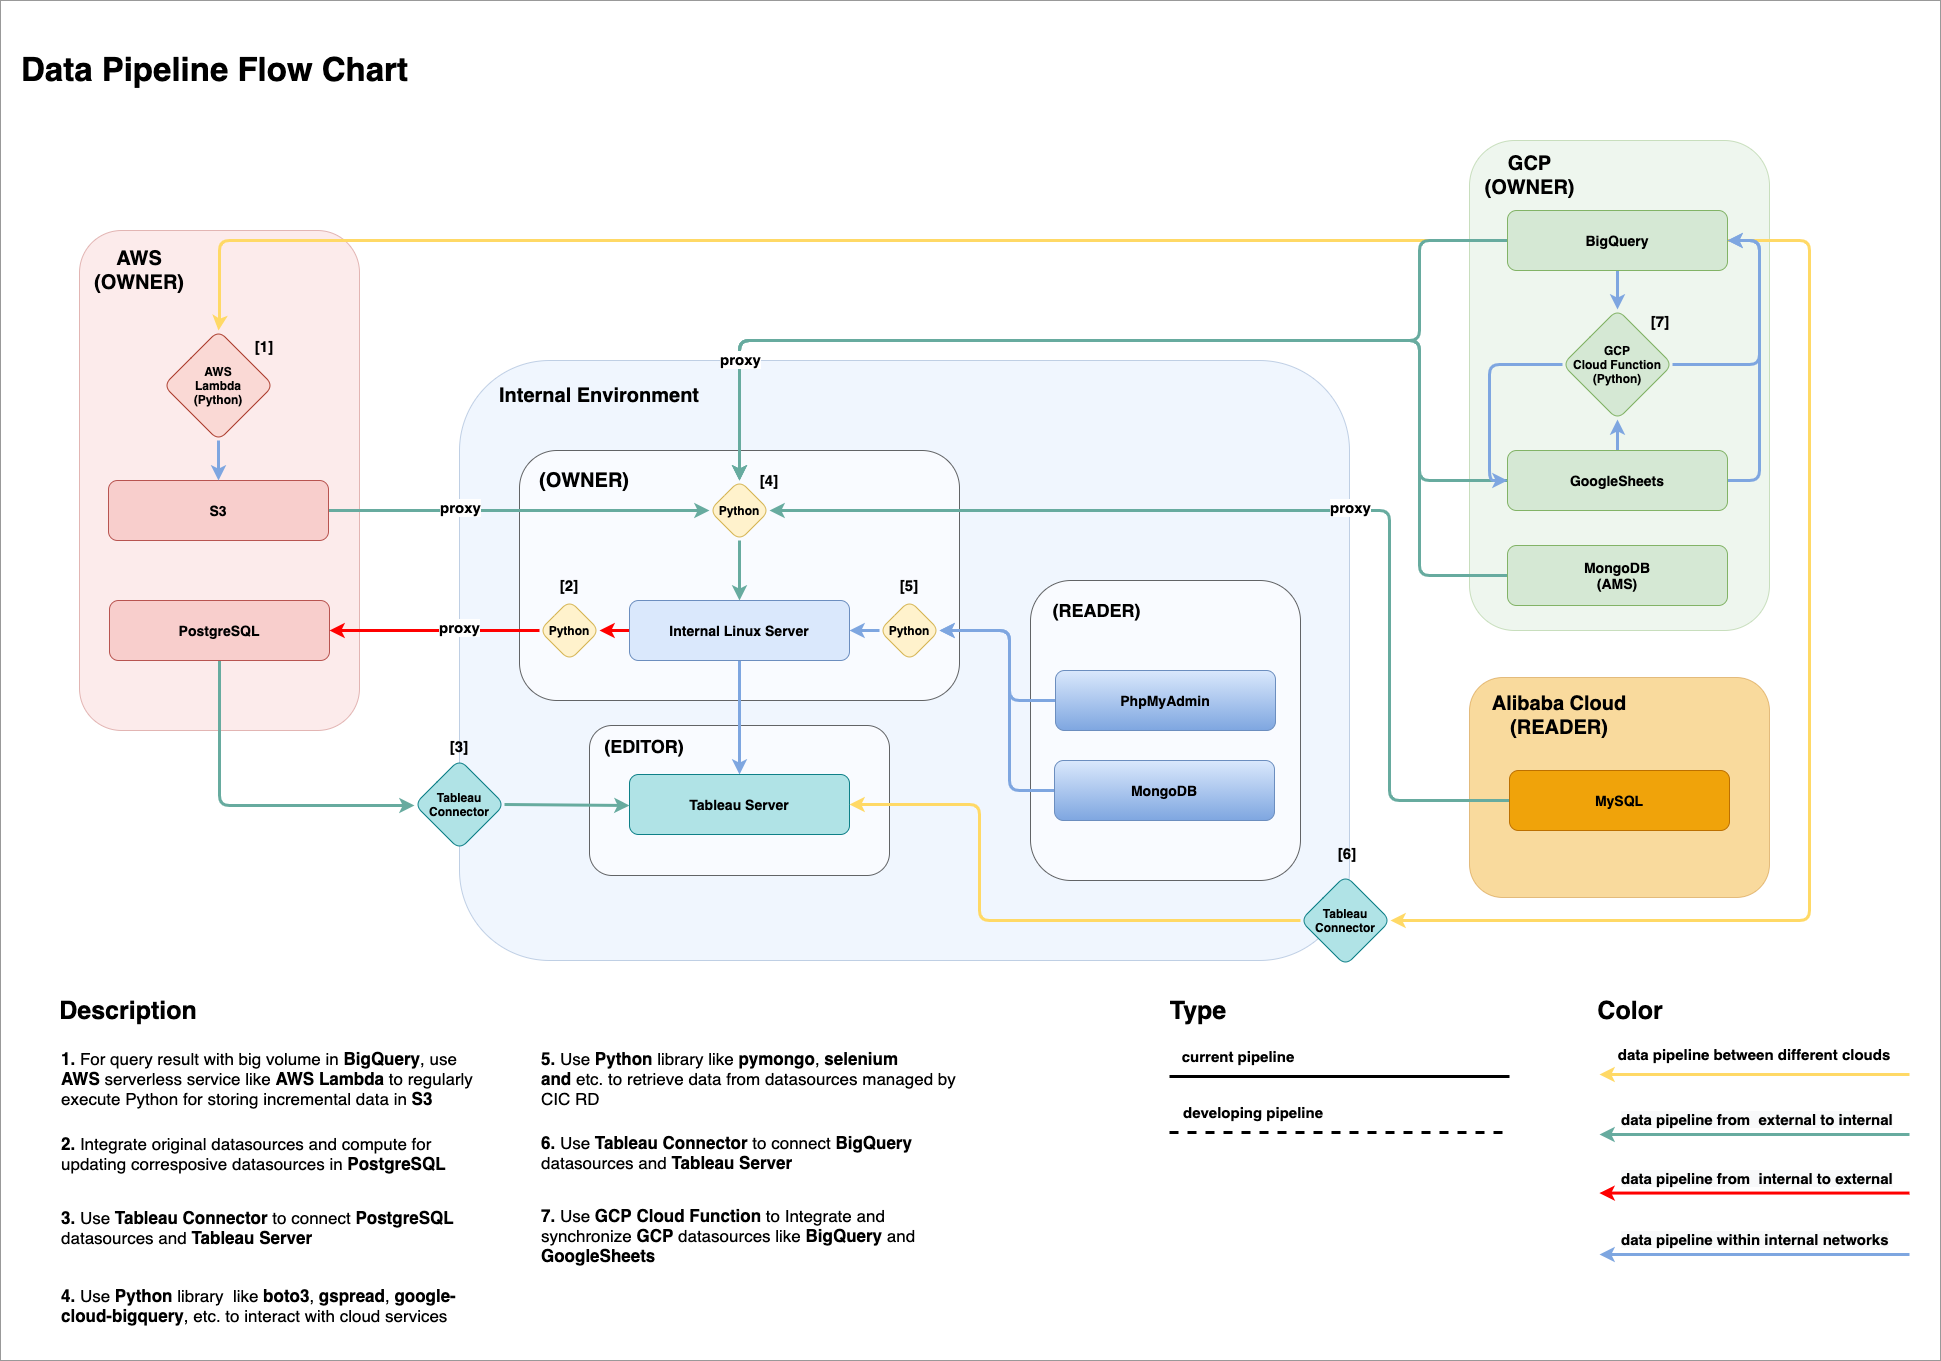 Data Pipeline Flow Chart
GCP
(OWNER)
BigQuery
AWS
(OWNER)
[7]
[1]
GCP
Cloud Function
(Python)
proxy
AWS
Lambda
(Python)
Internal Environment
(OWNER)
[4]
GoogleSheets
S3
proxy
Python
proxy
MongoDB
(AMS)
[2]
[5]
(READER)
PostgreSQL
proxy
Python
Internal Linux Server
Python
PhpMyAdmin
Alibaba Cloud
(READER)
[3]
(EDITOR)
MongoDB
MySQL
Tableau
Connector
Tableau Server
[6]
Tableau
Connector
Description
1. For query result with big volume in BigQuery, use
AWS serverless service like AWS Lambda to regularly
execute Python for storing incremental data in S3
2. Integrate original datasources and compute for
updating corresposive datasources in PostgreSQL
3. Use Tableau Connector to connect PostgreSQL
datasources and Tableau Server
4. Use Python library  like boto3, gspread, google-
cloud-bigquery, etc. to interact with cloud services
5. Use Python library like pymongo, selenium
and etc. to retrieve data from datasources managed by
CIC RD
6. Use Tableau Connector to connect BigQuery
datasources and Tableau Server
7. Use GCP Cloud Function to Integrate and
synchronize GCP datasources like BigQuery and
GoogleSheets
Type
current pipeline
developing pipeline
Color
data pipeline between different clouds
data pipeline from  external to internal
data pipeline from  internal to external
data pipeline within internal networks